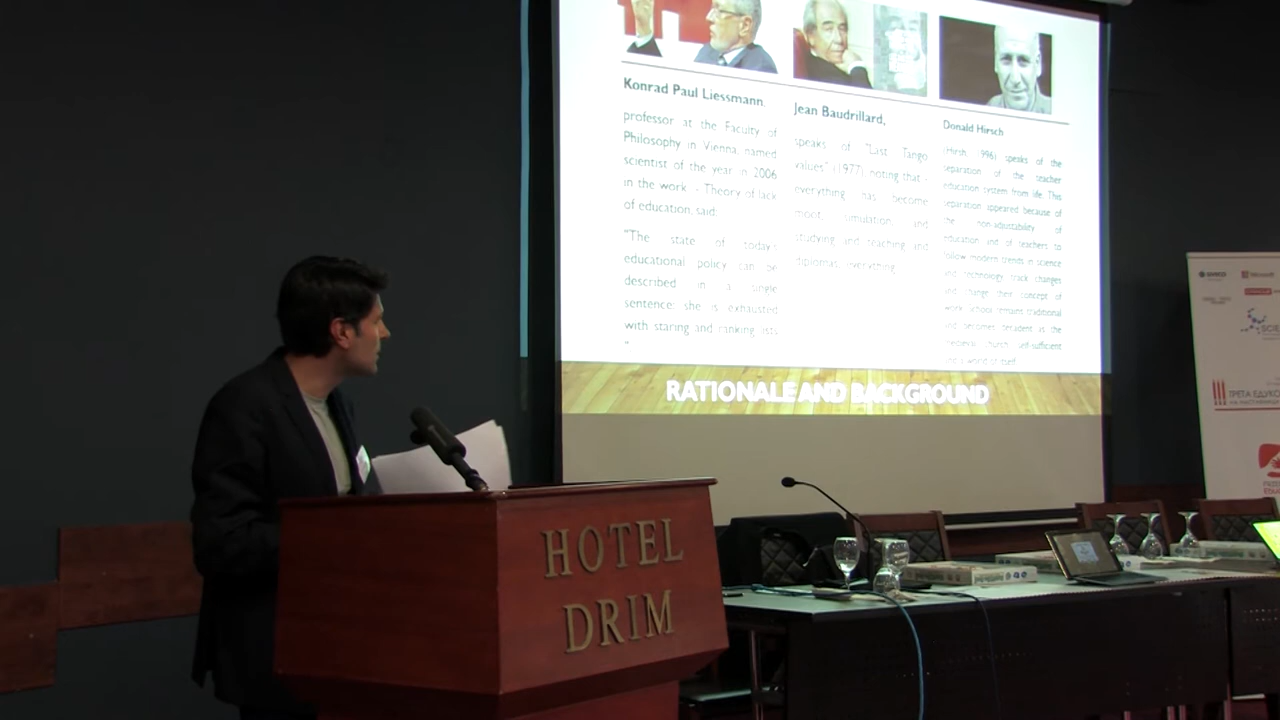 Konrad Paul Liessmann,
professor at the Faculty of
Philosophy in Vienna, named
scientist of the year in 2006
in the work - Theory of lack
of education, said:
"The state of today's
educational policy can be
described in a single
sentence: she is exhausted
with staring and ranking lists
"
Jean Baudrillard,
speaks of "Last Tango
values" (1977) noting that -
everything has become
moot, simulation, and
studying and teaching and
diplomas, everything
Donald Hirsch
speaks of the
separation of the teacher
education system from life. This
separation appeared because of
the non-adjustability of
education and of teachers to
follow modern trends in science
and technology, track changes
and change their concept of
work. School remains traditional
and becomes decadent as the
medieval church, self-sufficient
and a world of itself
RATIONALE AND BACKGROUND
HOTEL
DRIM
Microsoft
ТРЕТА ЕДУКО